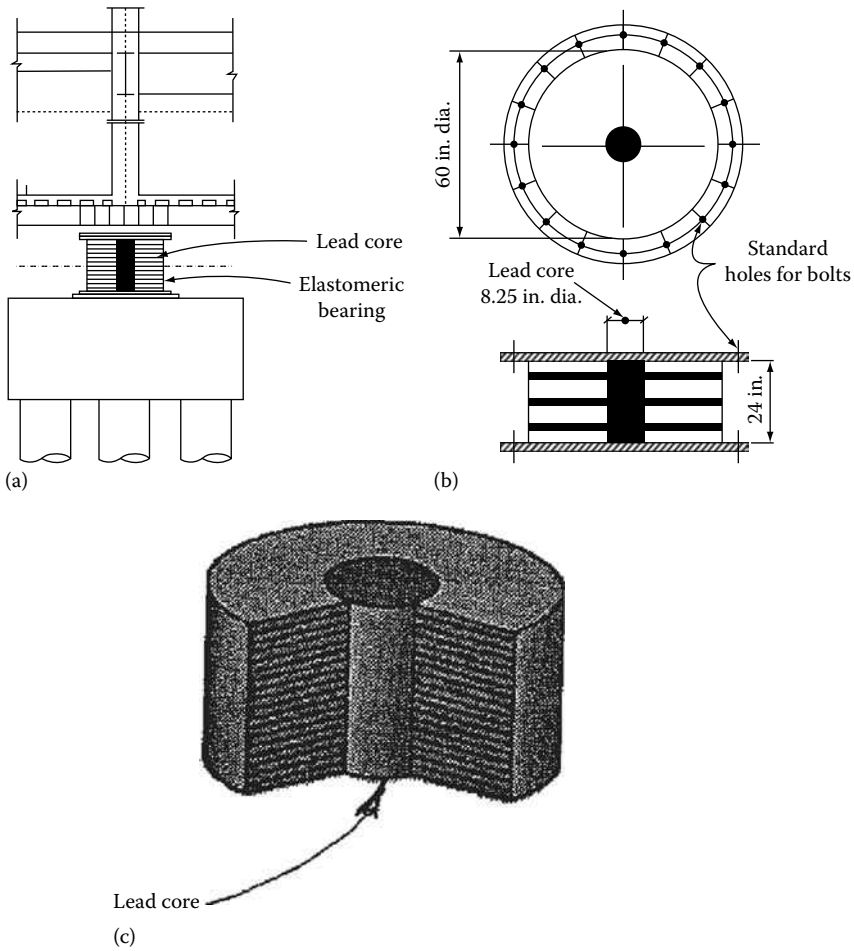 Lead core
Elastomeric
bearing
(a)
60 in. dia.
Lead core
8.25 in. dia.
Standard
holes for bolts
24 in.
(b)
Lead core
(c)